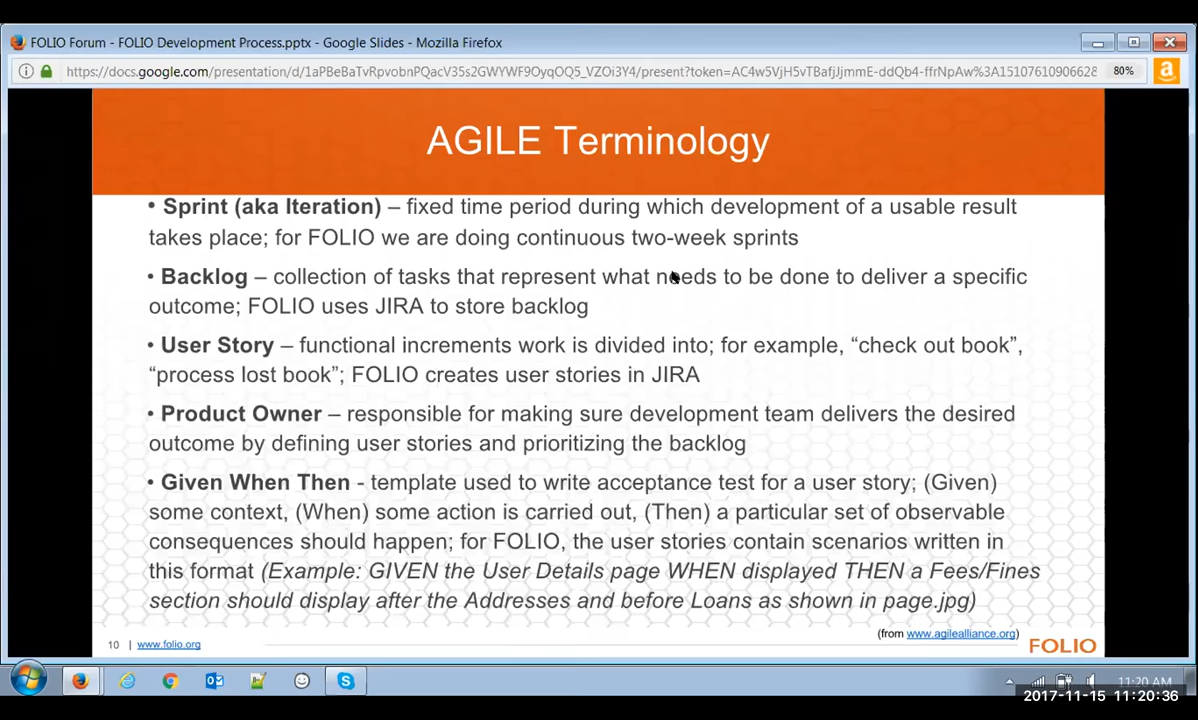 FOLIO Forum - FOLIO Development Process.pptx - Google Slides - Mozilla Firefox
https://docs.google.com/presentation/d/1aPBeBaTvRpvobnPQacV35s2GWYWF9OyqOQ5_VZOi3Y4/present?token=AC4w5VjH5vTBafjJjmmE-ddQb4-ffrNpAw%3A15107610906628 80%
AGILE Terminology
• Sprint (aka Iteration) – fixed time period during which development of a usable result
takes place; for FOLIO we are doing continuous two-week sprints
• Backlog – collection of tasks that represent what needs to be done to deliver a specific
outcome; FOLIO uses JIRA to store backlog
• User Story – functional increments work is divided into; for example, “check out book”,
“process lost book”; FOLIO creates user stories in JIRA
• Product Owner – responsible for making sure development team delivers the desired
outcome by defining user stories and prioritizing the backlog
• Given When Then - template used to write acceptance test for a user story; (Given)
some context, (When) some action is carried out, (Then) a particular set of observable
consequences should happen; for FOLIO, the user stories contain scenarios written in
this format (Example: GIVEN the User Details page WHEN displayed THEN a Fees/Fines
section should display after the Addresses and before Loans as shown in page.jpg)
(from www.agilealliance.org)
10 | www.folio.org
FOLIO
11:20 AM
2017-11-15 11:20:36